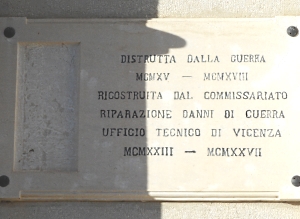 DISTRUTTA DALLA GUERRA
MCMXV — MCMXVIII
RICOSTRUITA DAL COMMISSARIATO
RIPARAZIONE DANNI DI GUERRA
UFFICIO TECNICO DI VICENZA
MCMXXIII — MCMXXVII